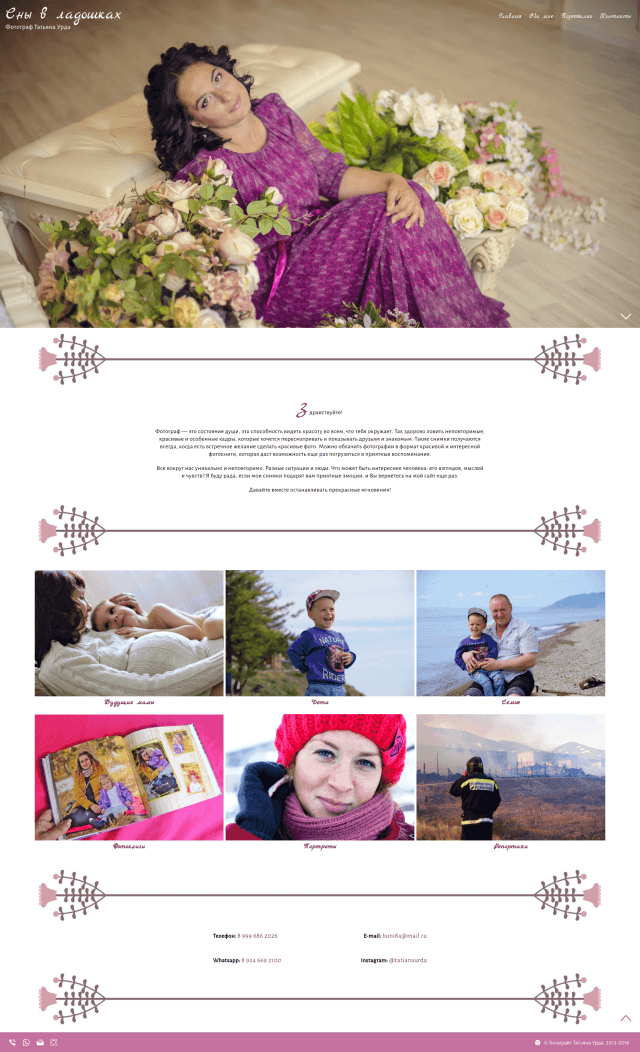 Сны в ладошках
Фотограф Татьяна Урда
Главная Обо мне Портфолио Контакты
Здравствуйте!
Фотограф — это состояние души, это способность видеть красоту во всем, что тебя окружает. Так здорово ловить неповторимые,
красивые и особенные кадры, которые хочется пересматривать и показывать друзьям и знакомым. Такие снимки получаются
всегда, когда есть встречное желание сделать красивые фото. Можно облачить фотографии в формат красивой и интересной
фотокниги, которая даст возможность еще раз погрузиться в приятные воспоминания.
Все вокруг нас уникально и неповторимо. Разные ситуации и люди. Что может быть интереснее человека: его взглядов, мыслей
и чувств? Я буду рада, если мои снимки подарят вам приятные эмоции, и Вы вернетесь на мой сайт еще раз.
Давайте вместе останавливать прекрасные мгновения!
NATURE
RIDER
Будущие мамы Дети Семья
Фотокниги Портреты Репортажи
Телефон: 8 999 686 2026 E-mail: boni84@mail.ru
Whatsapp: 8 924 669 2100 Instagram: @tatianaurda
© Копирайт Татьяна Урда, 2013-2019